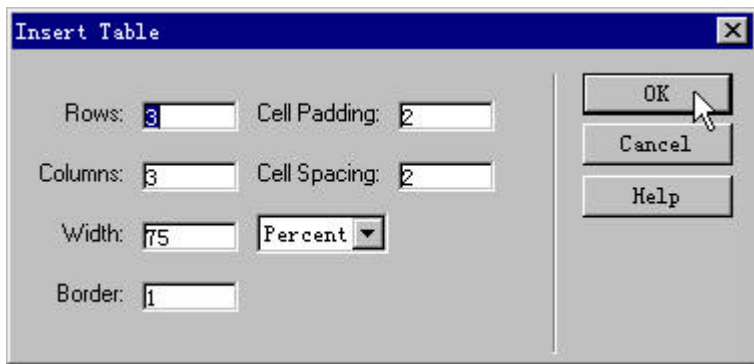 Insert Table
Rows: 3 Cell Padding: 2 OK
Columns: 3 Cell Spacing: 2 Cancel
Width: 75 Percent Help
Border: 1